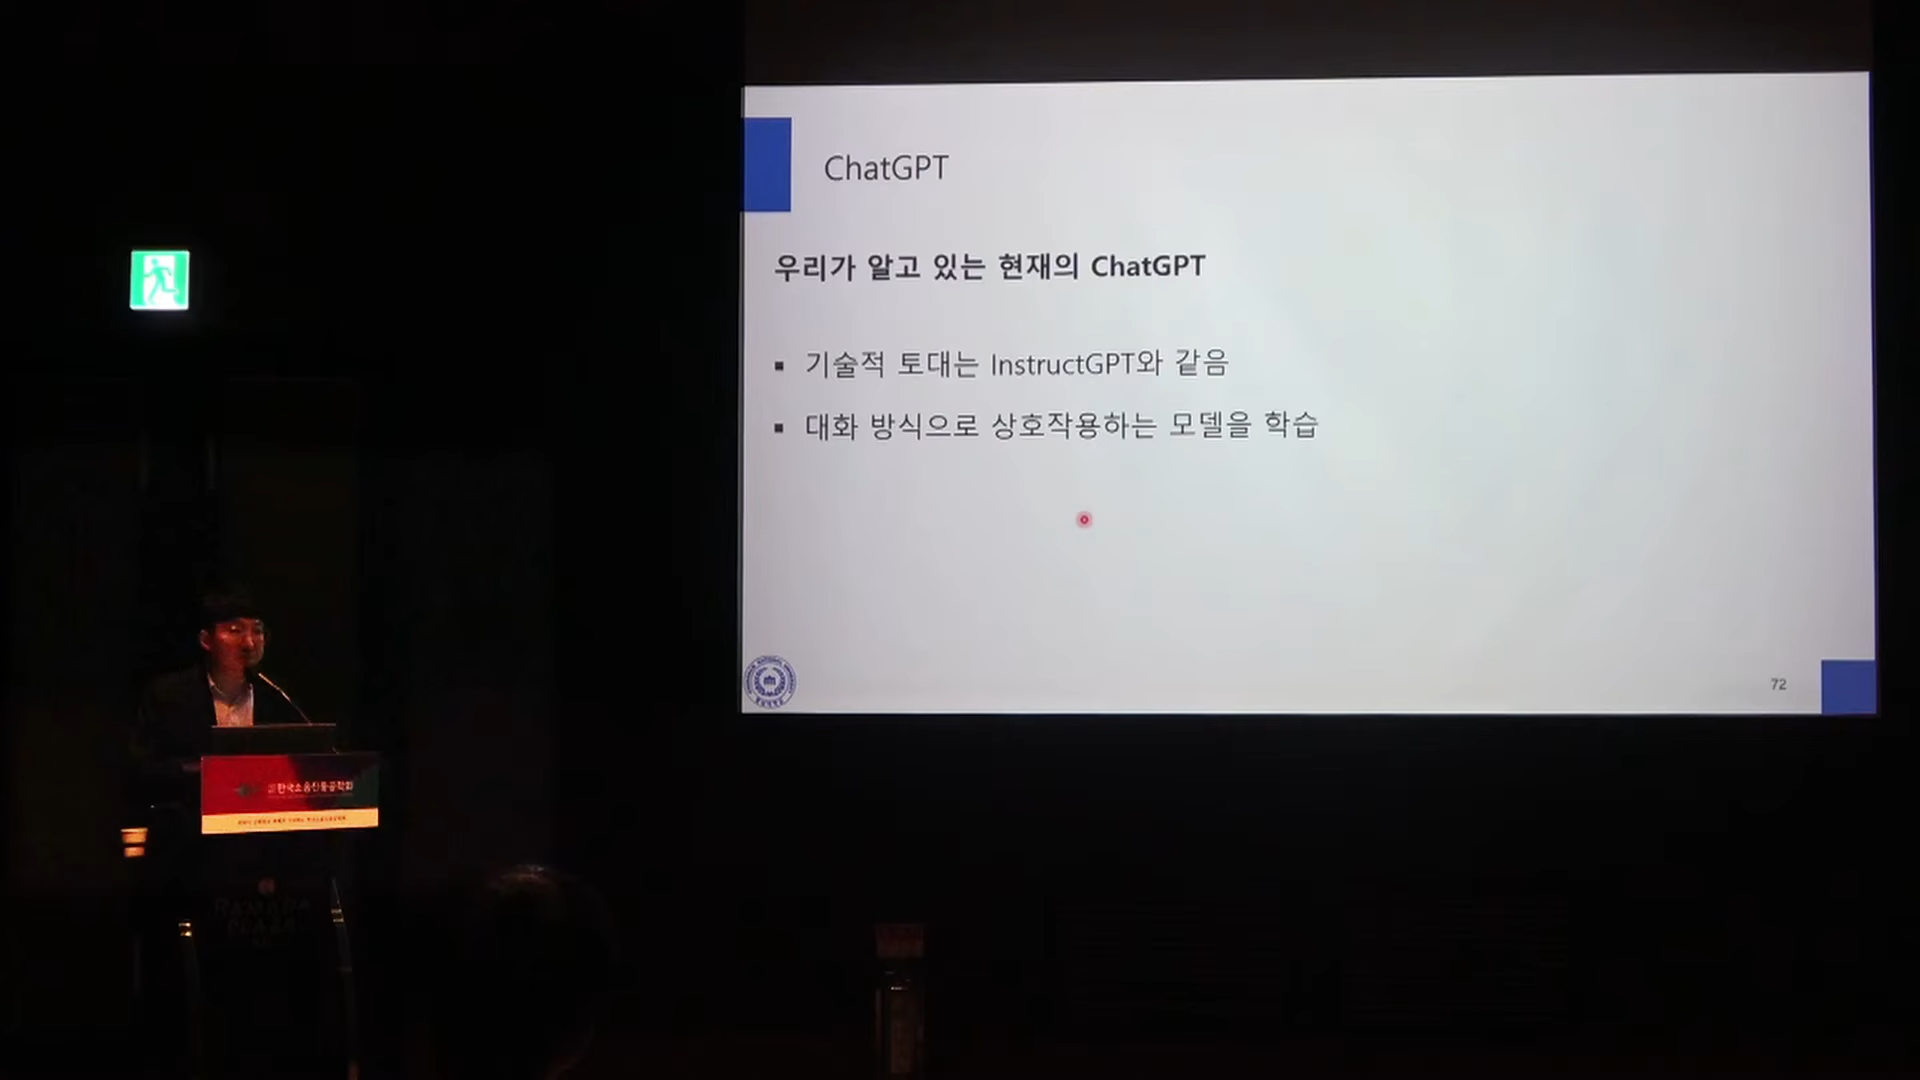 ChatGPT
우리가 알고 있는 현재의 ChatGPT
▪ 기술적 토대는 InstructGPT와 같음
▪ 대화 방식으로 상호작용하는 모델을 학습
72
한국소음진동공학회
RAMADA
PLAZA